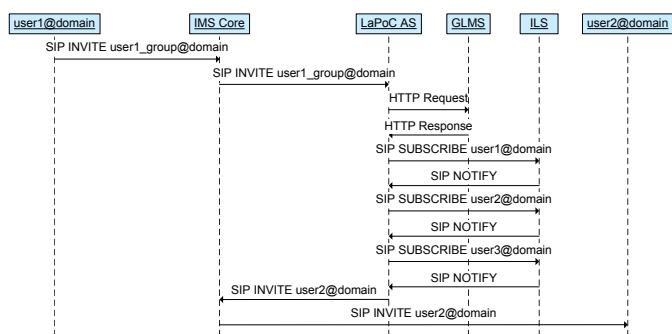 user1@domain IMS Core LaPoC AS GLMS ILS user2@domain
SIP INVITE user1_group@domain
SIP INVITE user1_group@domain
HTTP Request
HTTP Response
SIP SUBSCRIBE user1@domain
SIP NOTIFY
SIP SUBSCRIBE user2@domain
SIP NOTIFY
SIP SUBSCRIBE user3@domain
SIP NOTIFY
SIP INVITE user2@domain
SIP INVITE user2@domain